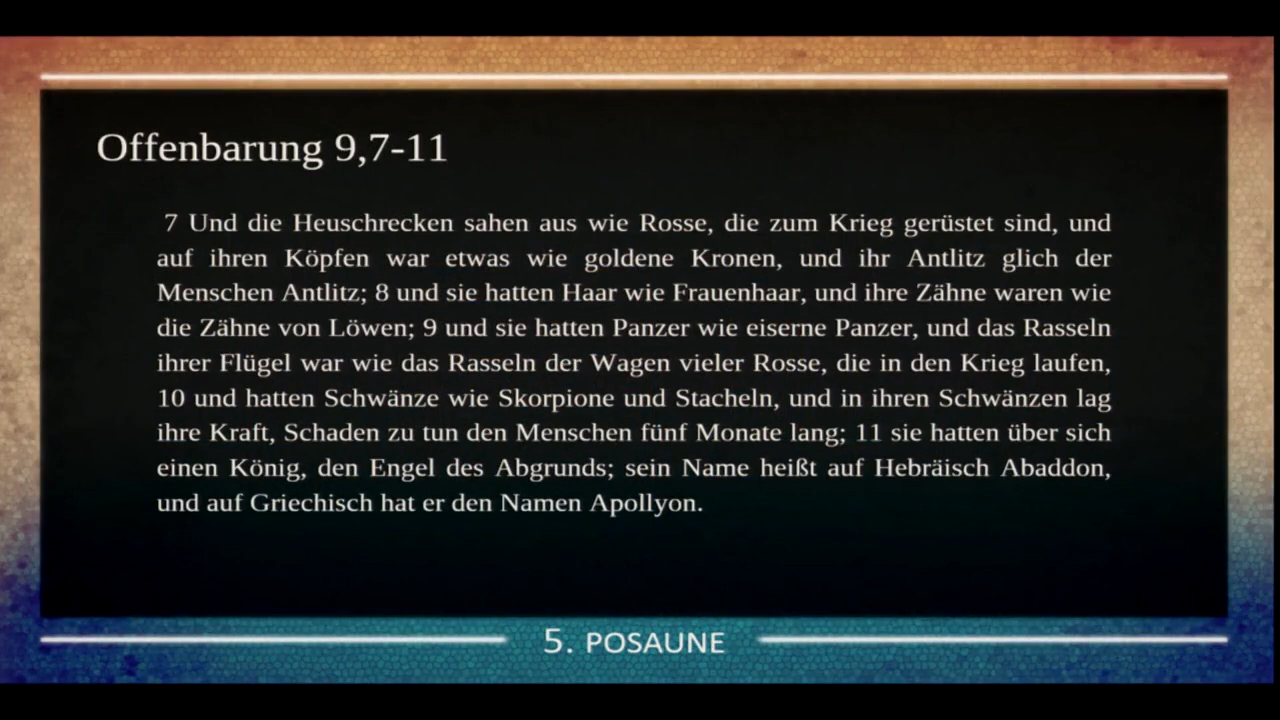 Offenbarung 9,7-11
7 Und die Heuschrecken sahen aus wie Rosse, die zum Krieg gerüstet sind, und
auf ihren Köpfen war etwas wie goldene Kronen, und ihr Antlitz glich der
Menschen Antlitz; 8 und sie hatten Haar wie Frauenhaar, und ihre Zähne waren wie
die Zähne von Löwen; 9 und sie hatten Panzer wie eiserne Panzer, und das Rasseln
ihrer Flügel war wie das Rasseln der Wagen vieler Rosse, die in den Krieg laufen,
10 und hatten Schwänze wie Skorpione und Stacheln, und in ihren Schwänzen lag
ihre Kraft, Schaden zu tun den Menschen fünf Monate lang; 11 sie hatten über sich
einen König, den Engel des Abgrunds; sein Name heißt auf Hebräisch Abaddon,
und auf Griechisch hat er den Namen Apollyon.
5. POSAUNE